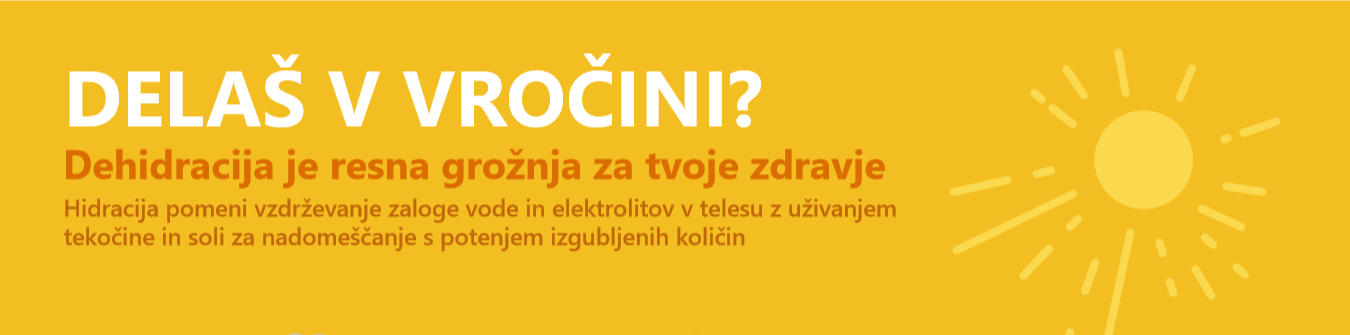 DELAŠ V VROČINI?
Dehidracija je resna grožnja za tvoje zdravje
Hidracija pomeni vzdrževanje zaloge vode in elektrolitov v telesu z uživanjem
tekočine in soli za nadomeščanje s potenjem izgubljenih količin